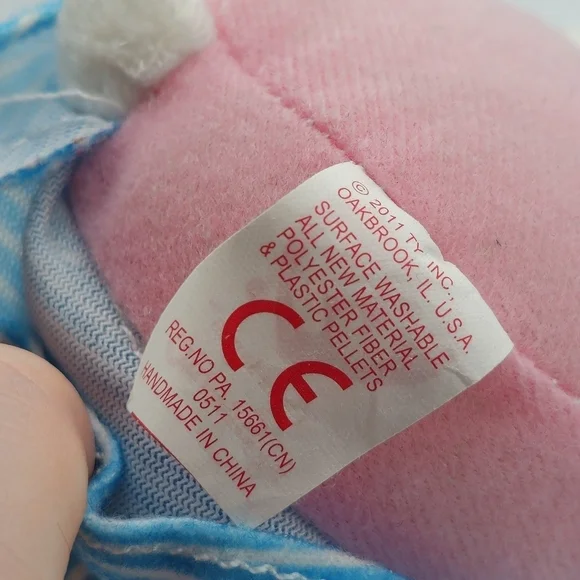 © 2011 TY INC.,
OAKBROOK, IL. U.S.A.
SURFACE WASHABLE
ALL NEW MATERIAL
POLYESTER FIBER
& PLASTIC PELLETS
CE
REG.NO PA. 15661(CN)
0511
HANDMADE IN CHINA